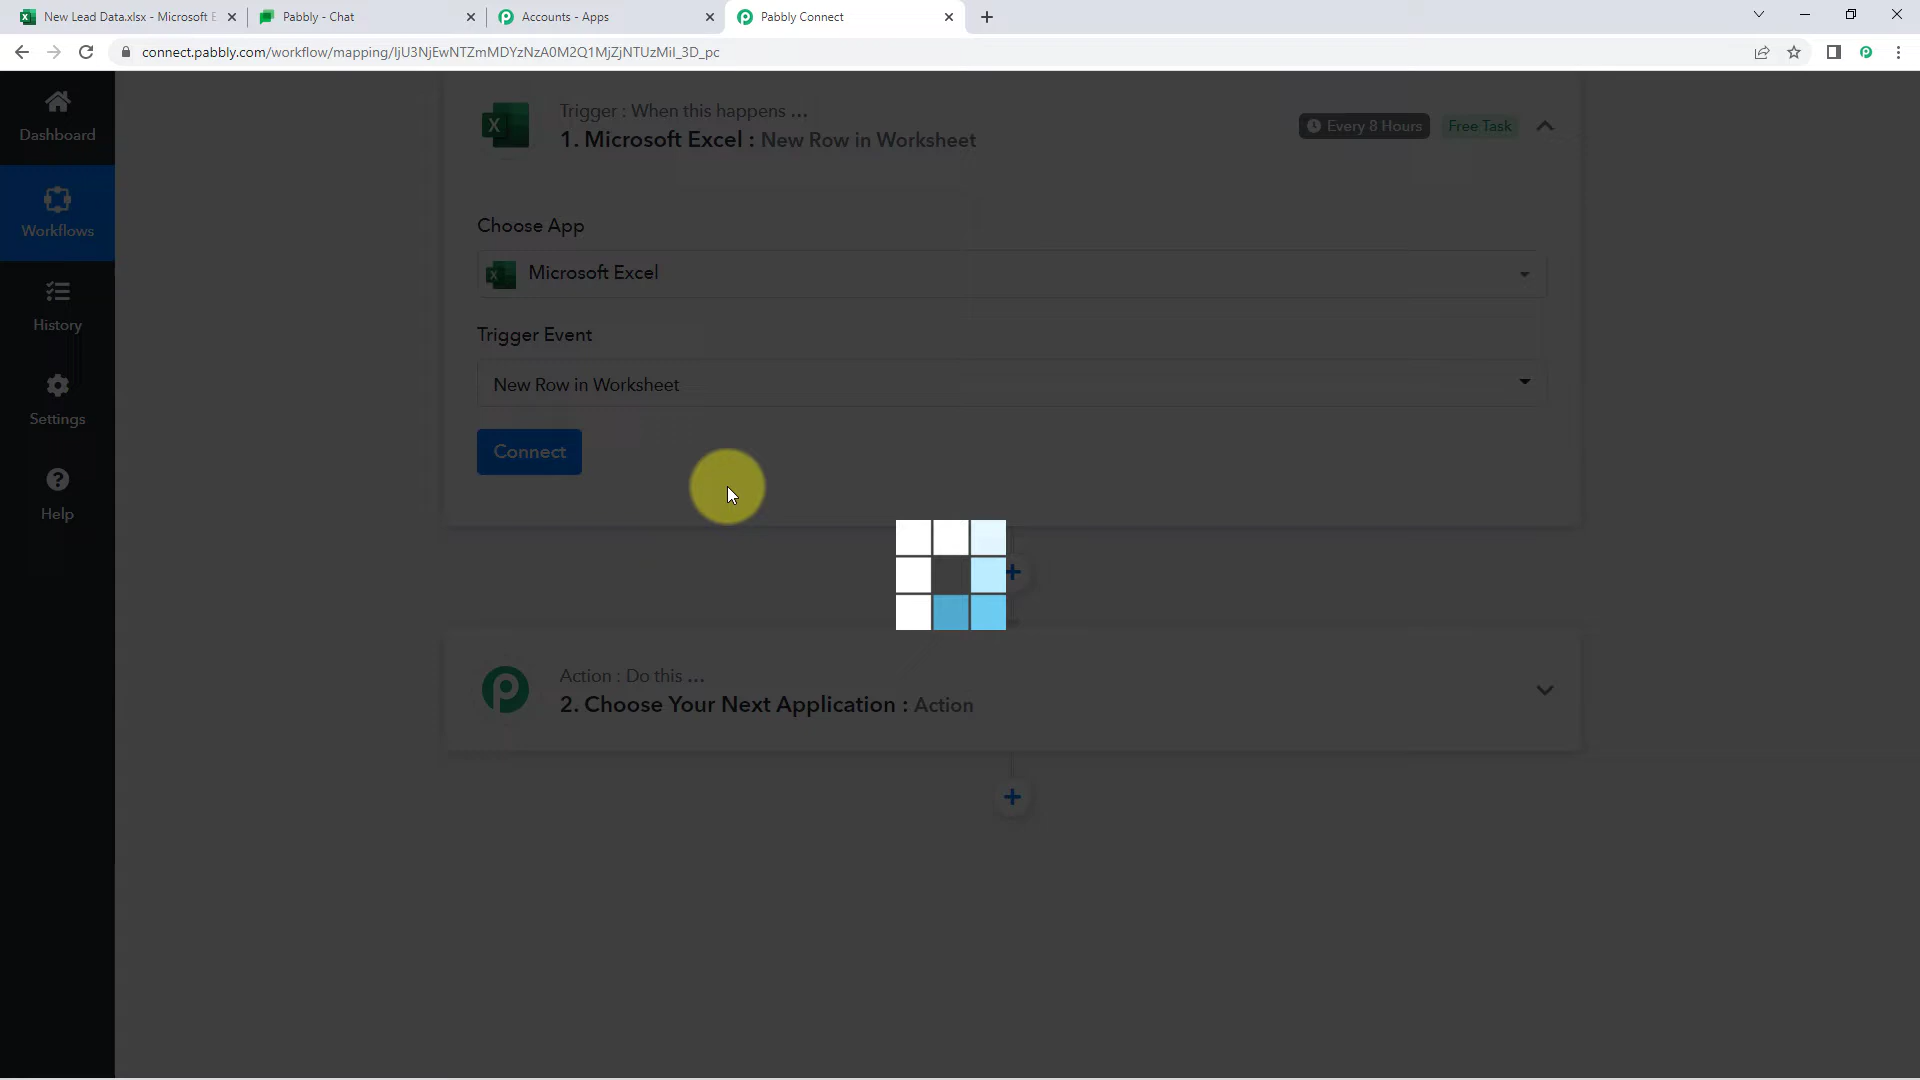 New Lead Data.xlsx - Microsoft E
Pabbly - Chat
Accounts - Apps
Pabbly Connect
connect.pabbly.com/workflow/mapping/IjU3NjEwNTZmMDYzNzA0M2Q1MjZjNTUzMiI_3D_pc
Dashboard
Workflows
History
Settings
Help
Trigger : When this happens ...
1. Microsoft Excel : New Row in Worksheet
Every 8 Hours
Free Task
Choose App
Microsoft Excel
Trigger Event
New Row in Worksheet
Connect
Action : Do this ...
2. Choose Your Next Application : Action